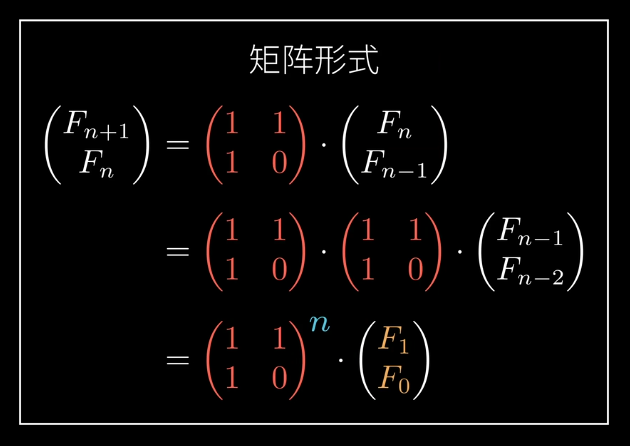 矩阵形式
\begin{pmatrix} F_{n+1} \\ F_n \end{pmatrix} = \begin{pmatrix} 1 & 1 \\ 1 & 0 \end{pmatrix} \cdot \begin{pmatrix} F_n \\ F_{n-1} \end{pmatrix}
= \begin{pmatrix} 1 & 1 \\ 1 & 0 \end{pmatrix} \cdot \begin{pmatrix} 1 & 1 \\ 1 & 0 \end{pmatrix} \cdot \begin{pmatrix} F_{n-1} \\ F_{n-2} \end{pmatrix}
= \begin{pmatrix} 1 & 1 \\ 1 & 0 \end{pmatrix}^n \cdot \begin{pmatrix} F_1 \\ F_0 \end{pmatrix}